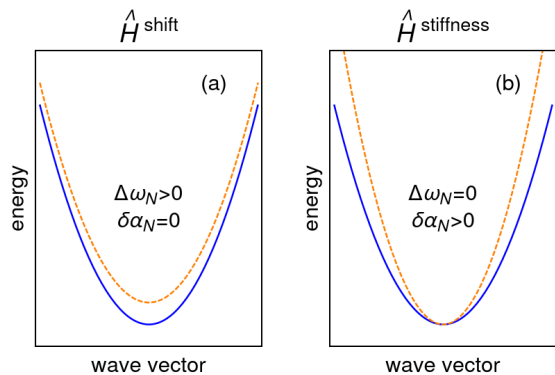 Ĥ shift
(a)
energy
Δω_N>0
δα_N=0
wave vector
Ĥ stiffness
(b)
energy
Δω_N=0
δα_N>0
wave vector